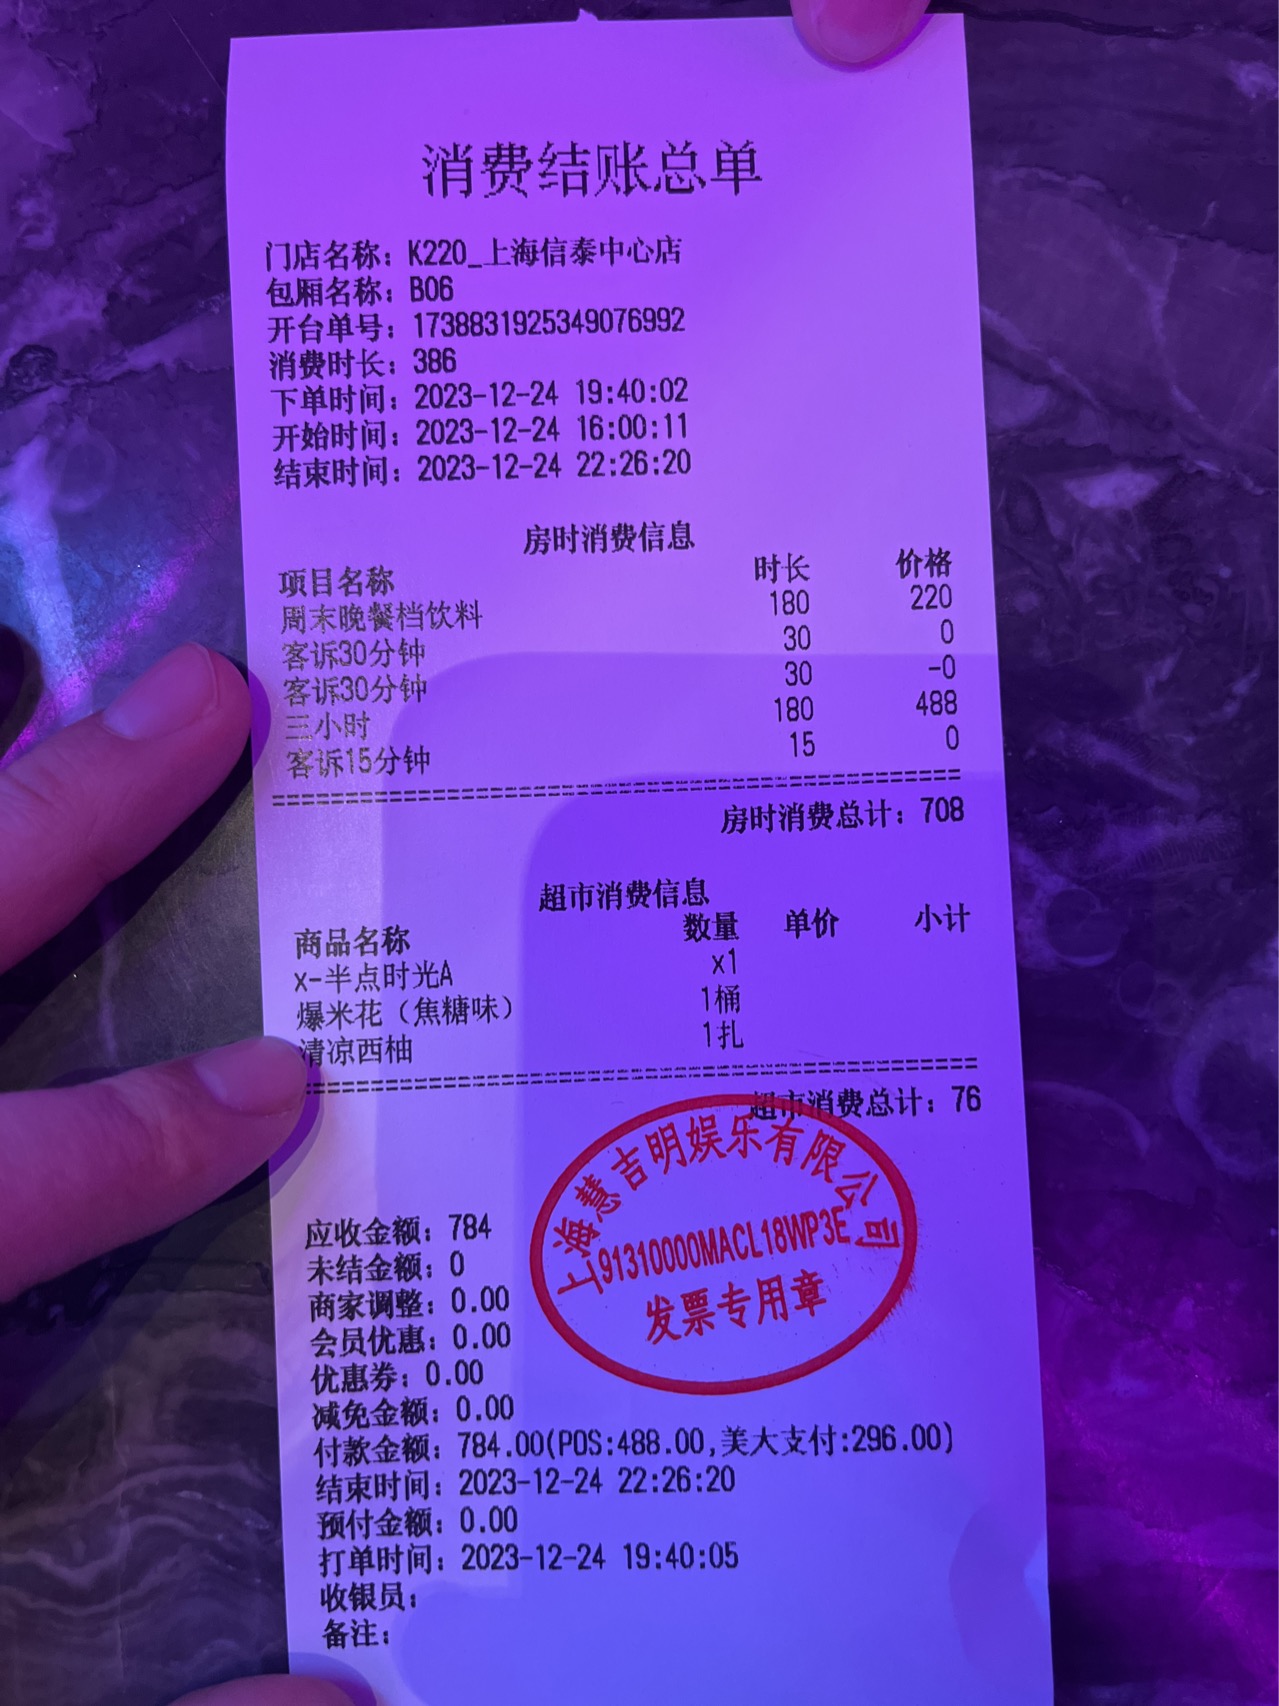 消费结账总单
门店名称：K220_上海信泰中心店
包厢名称：B06
开台单号：1738831925349076992
消费时长：386
下单时间：2023-12-24 19:40:02
开始时间：2023-12-24 16:00:11
结束时间：2023-12-24 22:26:20
房时消费信息
项目名称 时长 价格
周末晚餐档饮料 180 220
客诉30分钟 30 0
客诉30分钟 30 -0
三小时 180 488
客诉15分钟 15 0
房时消费总计：708
超市消费信息
商品名称 数量 单价 小计
x-半点时光A x1
爆米花（焦糖味） 1桶
清凉西柚 1扎
超市消费总计：76
上海慧吉明娱乐有限公司
91310000MACL18WP3E
发票专用章
应收金额：784
未结金额：0
商家调整：0.00
会员优惠：0.00
优惠券：0.00
减免金额：0.00
付款金额：784.00(POS:488.00,美大支付:296.00)
结束时间：2023-12-24 22:26:20
预付金额：0.00
打单时间：2023-12-24 19:40:05
收银员：
备注：